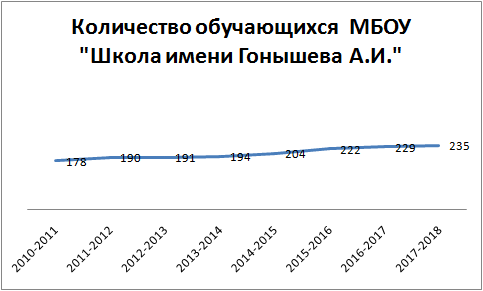 Количество обучающихся МБОУ
"Школа имени Гонышева А.И."
178 190 191 194 204 222 229 235
2010-2011 2011-2012 2012-2013 2013-2014 2014-2015 2015-2016 2016-2017 2017-2018